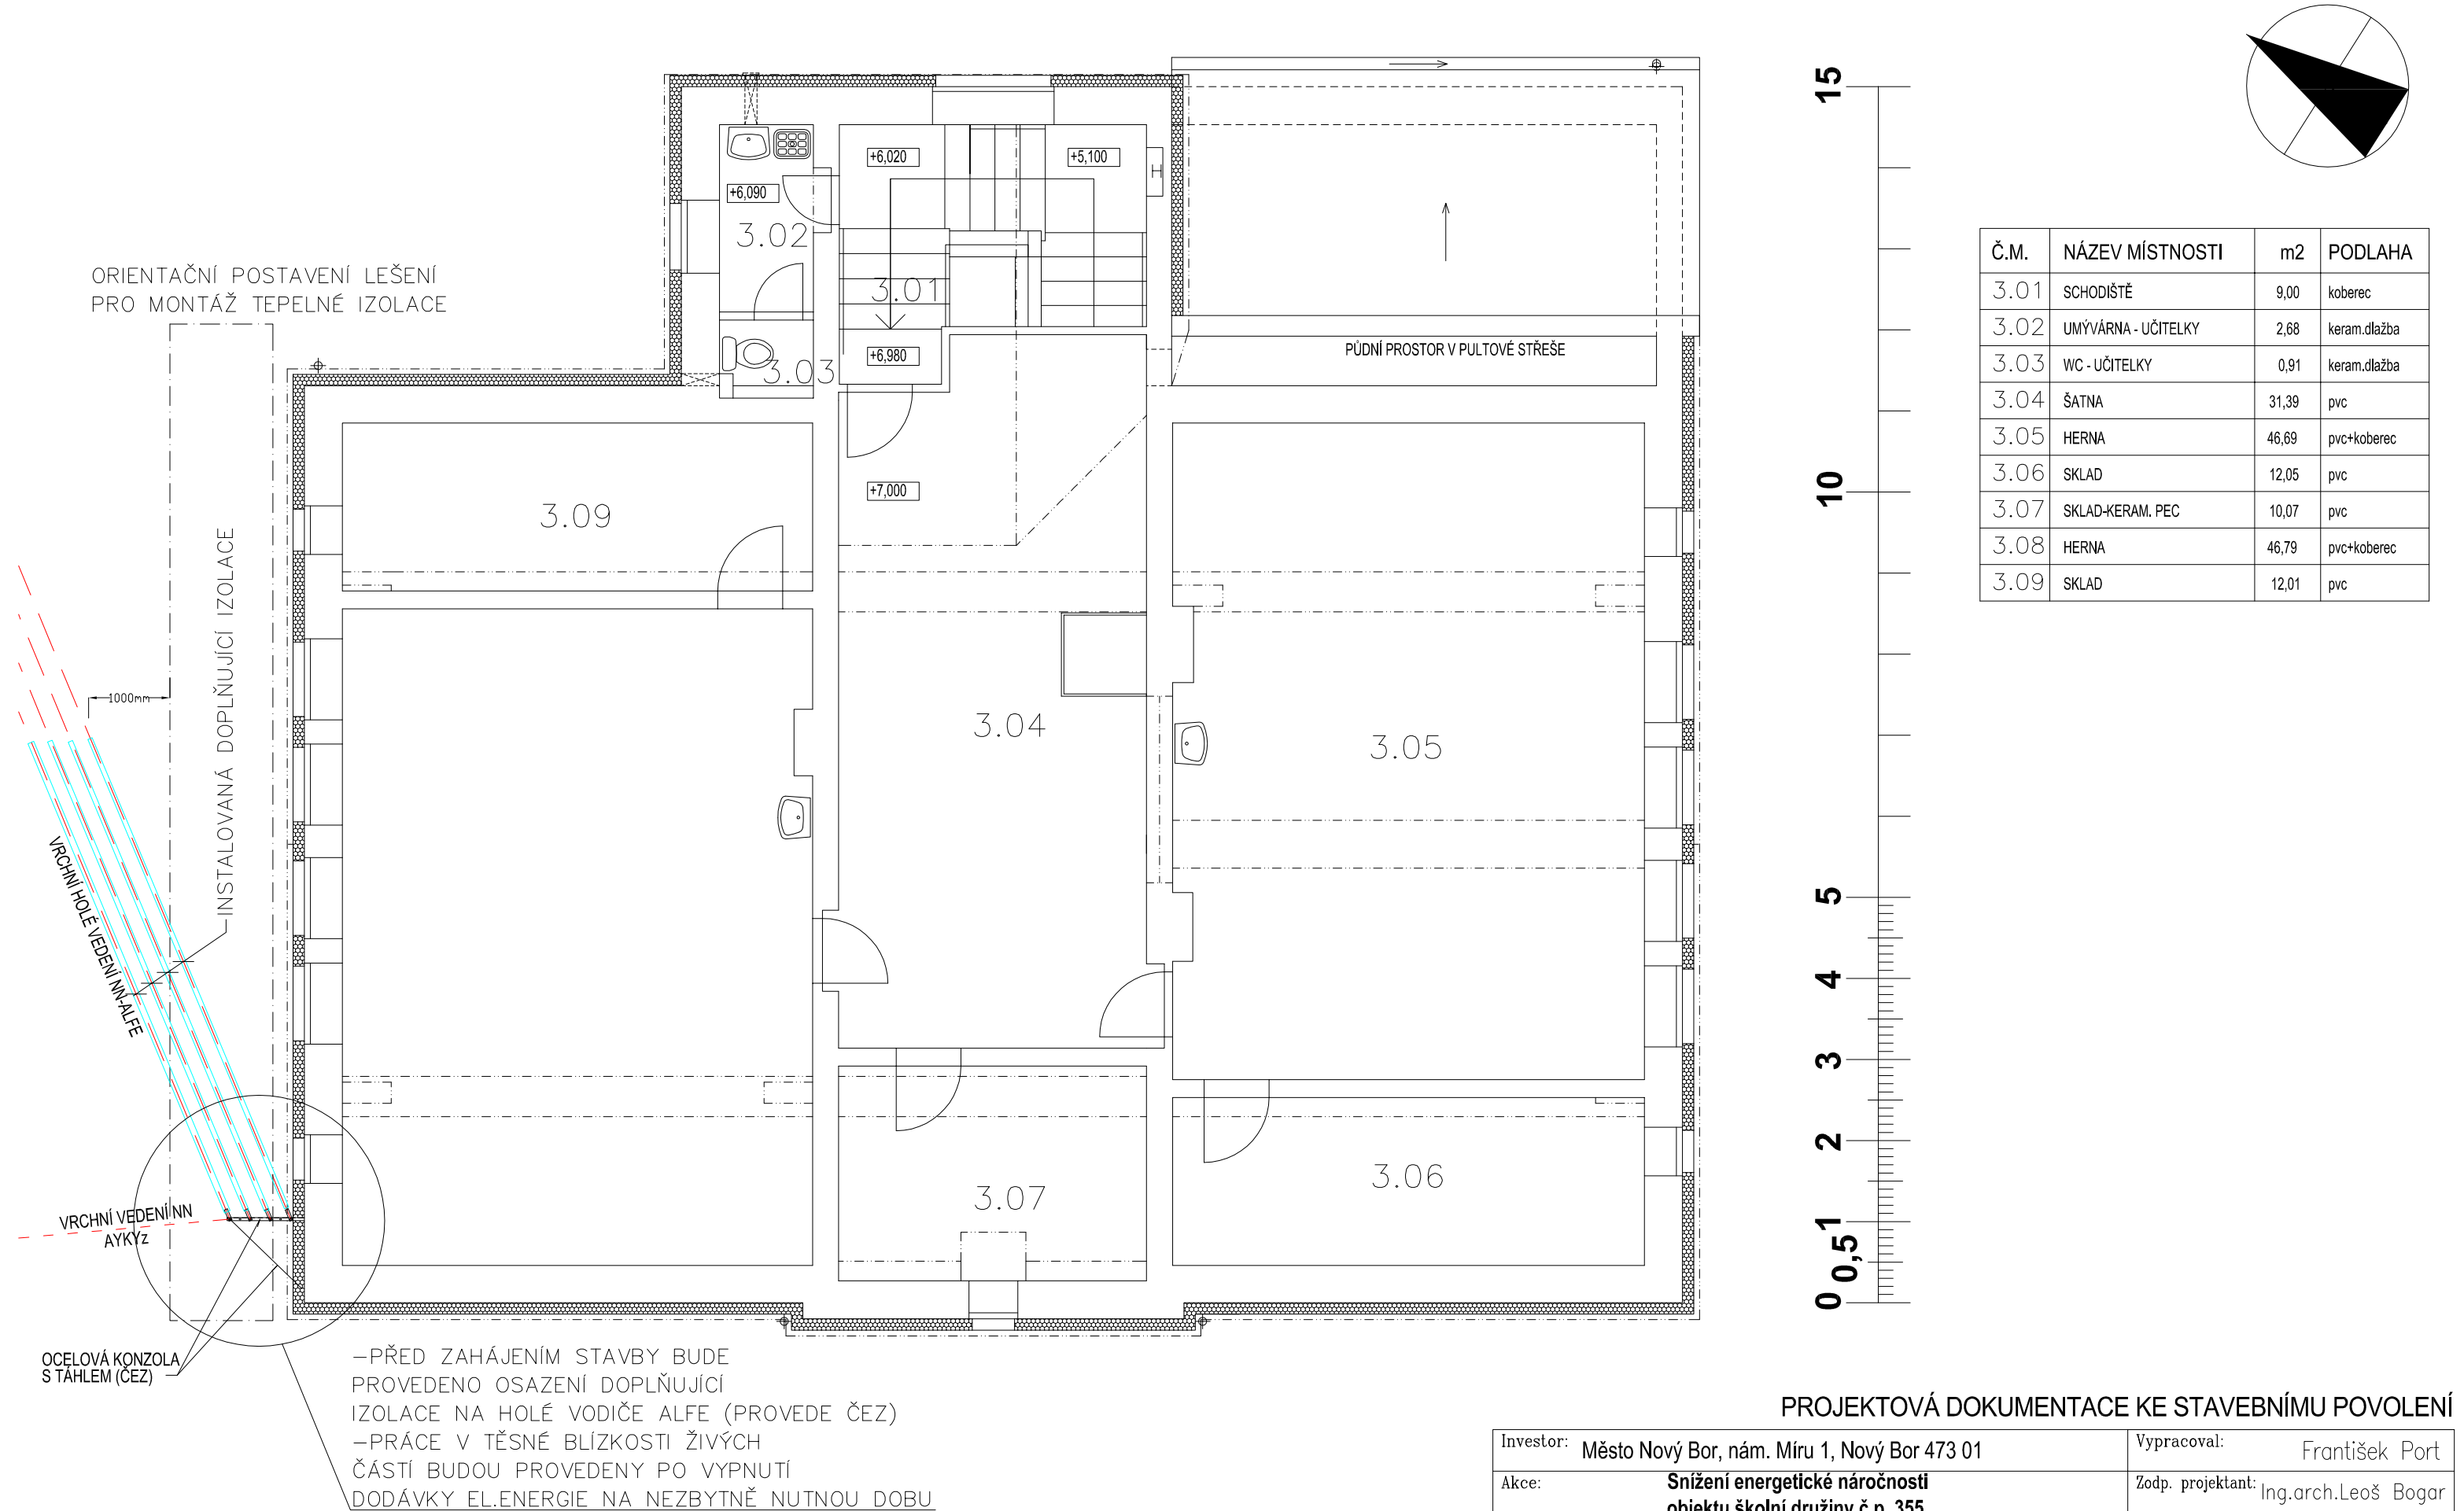 ORIENTAČNÍ POSTAVENÍ LEŠENÍ
PRO MONTÁŽ TEPELNÉ IZOLACE
-INSTALOVANÁ DOPLŇUJÍCÍ IZOLACE
1000mm
VRCHNÍ HOLÉ VEDENÍ NN-ALFE
VRCHNÍ VEDENÍ NN
AYKYz
OCELOVÁ KONZOLA
S TÁHLEM (ČEZ)
-PŘED ZAHÁJENÍM STAVBY BUDE
PROVEDENO OSAZENÍ DOPLŇUJÍCÍ
IZOLACE NA HOLÉ VODIČE ALFE (PROVEDE ČEZ)
-PRÁCE V TĚSNÉ BLÍZKOSTI ŽIVÝCH
ČÁSTÍ BUDOU PROVEDENY PO VYPNUTÍ
DODÁVKY EL.ENERGIE NA NEZBYTNĚ NUTNOU DOBU
+6,020
+5,100
+6,090
3.02
3.01
+6,980
3.03
PŮDNÍ PROSTOR V PULTOVÉ STŘEŠE
+7,000
3.09
3.04
3.05
3.07
3.06
15
10
5
4
3
2
1
0,5
0
Č.M. NÁZEV MÍSTNOSTI m2 PODLAHA
3.01 SCHODIŠTĚ 9,00 koberec
3.02 UMÝVÁRNA - UČITELKY 2,68 keram.dlažba
3.03 WC - UČITELKY 0,91 keram.dlažba
3.04 ŠATNA 31,39 pvc
3.05 HERNA 46,69 pvc+koberec
3.06 SKLAD 12,05 pvc
3.07 SKLAD-KERAM. PEC 10,07 pvc
3.08 HERNA 46,79 pvc+koberec
3.09 SKLAD 12,01 pvc
PROJEKTOVÁ DOKUMENTACE KE STAVEBNÍMU POVOLENÍ
Investor: Město Nový Bor, nám. Míru 1, Nový Bor 473 01
Vypracoval: František Port
Akce: Snížení energetické náročnosti
objektu školní družiny č.p. 355
Zodp. projektant: Ing.arch.Leoš Bogar